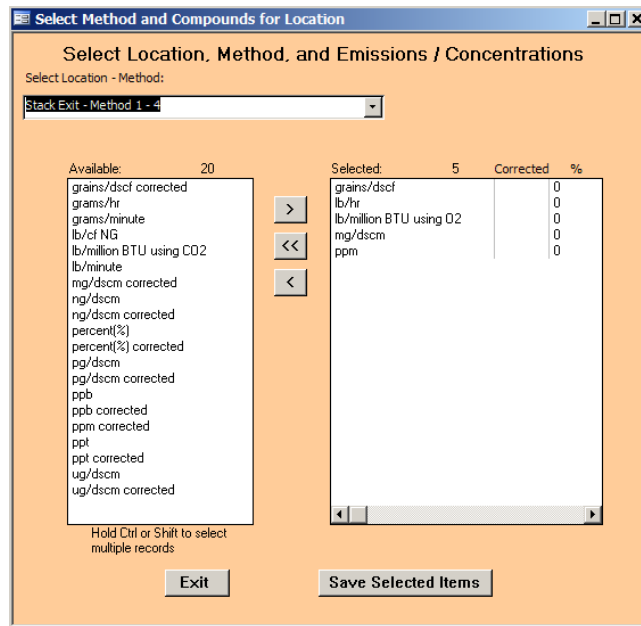 Select Method and Compounds for Location
Select Location, Method, and Emissions / Concentrations
Select Location - Method:
Stack Exit - Method 1 - 4
Available: 20
grains/dscf corrected
grams/hr
grams/minute
lb/cf NG
lb/million BTU using CO2
lb/minute
mg/dscm corrected
ng/dscm
ng/dscm corrected
percent(%)
percent(%) corrected
pg/dscm
pg/dscm corrected
ppb
ppb corrected
ppm corrected
ppt
ppt corrected
ug/dscm
ug/dscm corrected
>
<<
<
Selected: 5 Corrected %
grains/dscf 0
lb/hr 0
lb/million BTU using O2 0
mg/dscm 0
ppm 0
Hold Ctrl or Shift to select
multiple records
Exit
Save Selected Items